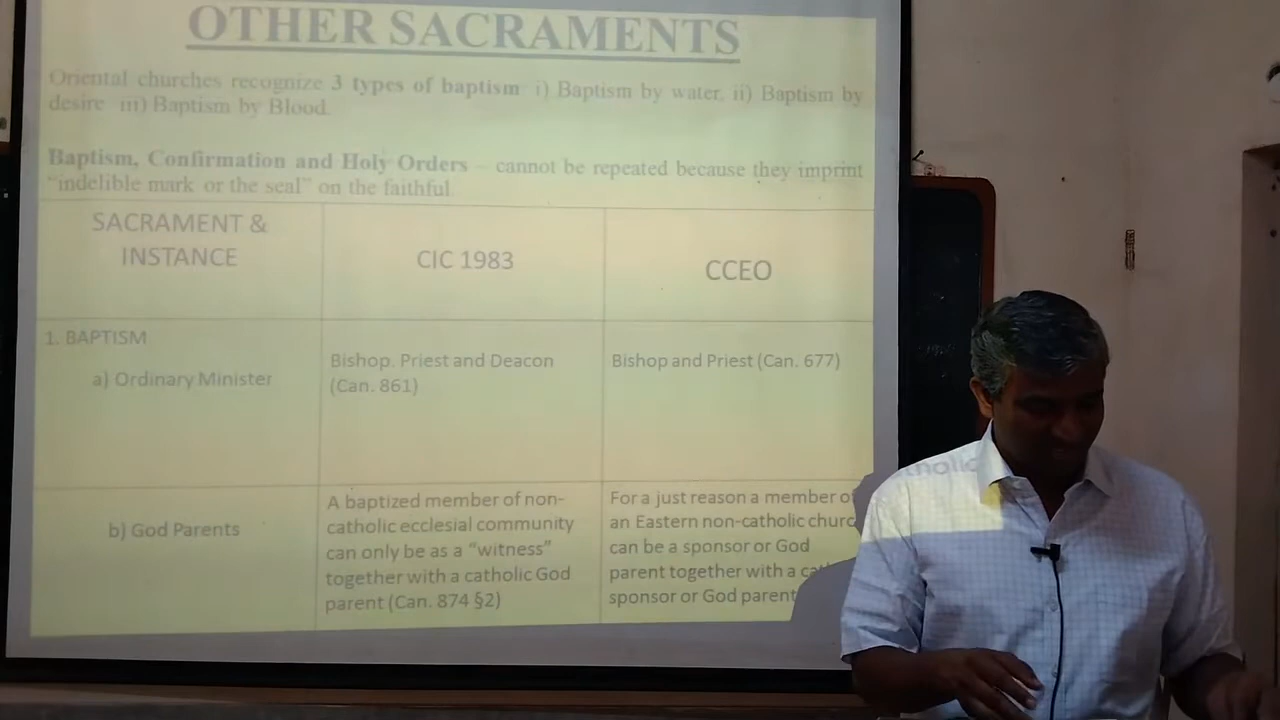 OTHER SACRAMENTS
Oriental churches recognize 3 types of baptism i) Baptism by water, ii) Baptism by
desire iii) Baptism by Blood.
Baptism, Confirmation and Holy Orders – cannot be repeated because they imprint
“indelible mark or the seal” on the faithful.
SACRAMENT &
INSTANCE
CIC 1983
CCEO
1. BAPTISM
a) Ordinary Minister
Bishop. Priest and Deacon
(Can. 861)
Bishop and Priest (Can. 677)
b) God Parents
A baptized member of non-
catholic ecclesial community
can only be as a “witness”
together with a catholic God
parent (Can. 874 §2)
For a just reason a member of
an Eastern non-catholic churc
can be a sponsor or God
parent together with a
sponsor or God parent